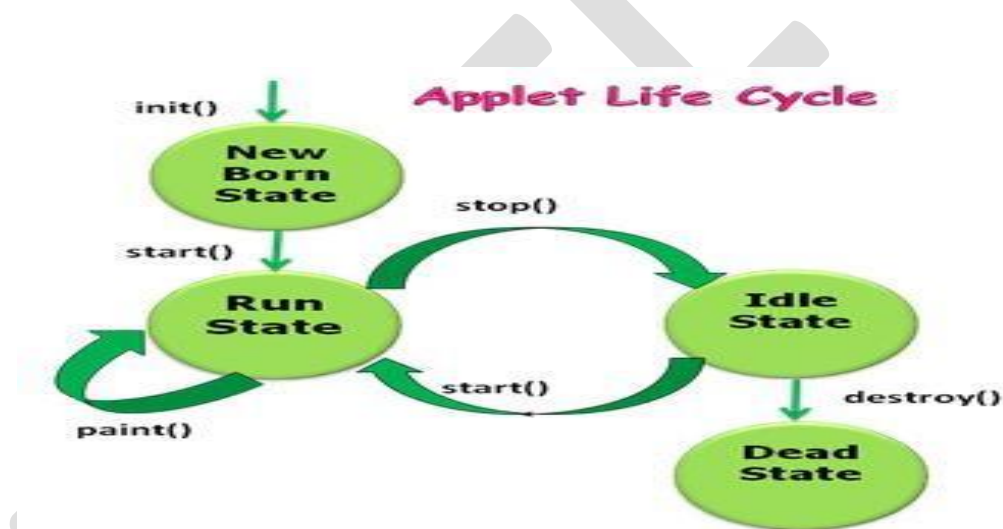 Applet Life Cycle
init()
New
Born
State
stop()
start()
Run
State
Idle
State
start()
destroy()
paint()
Dead
State